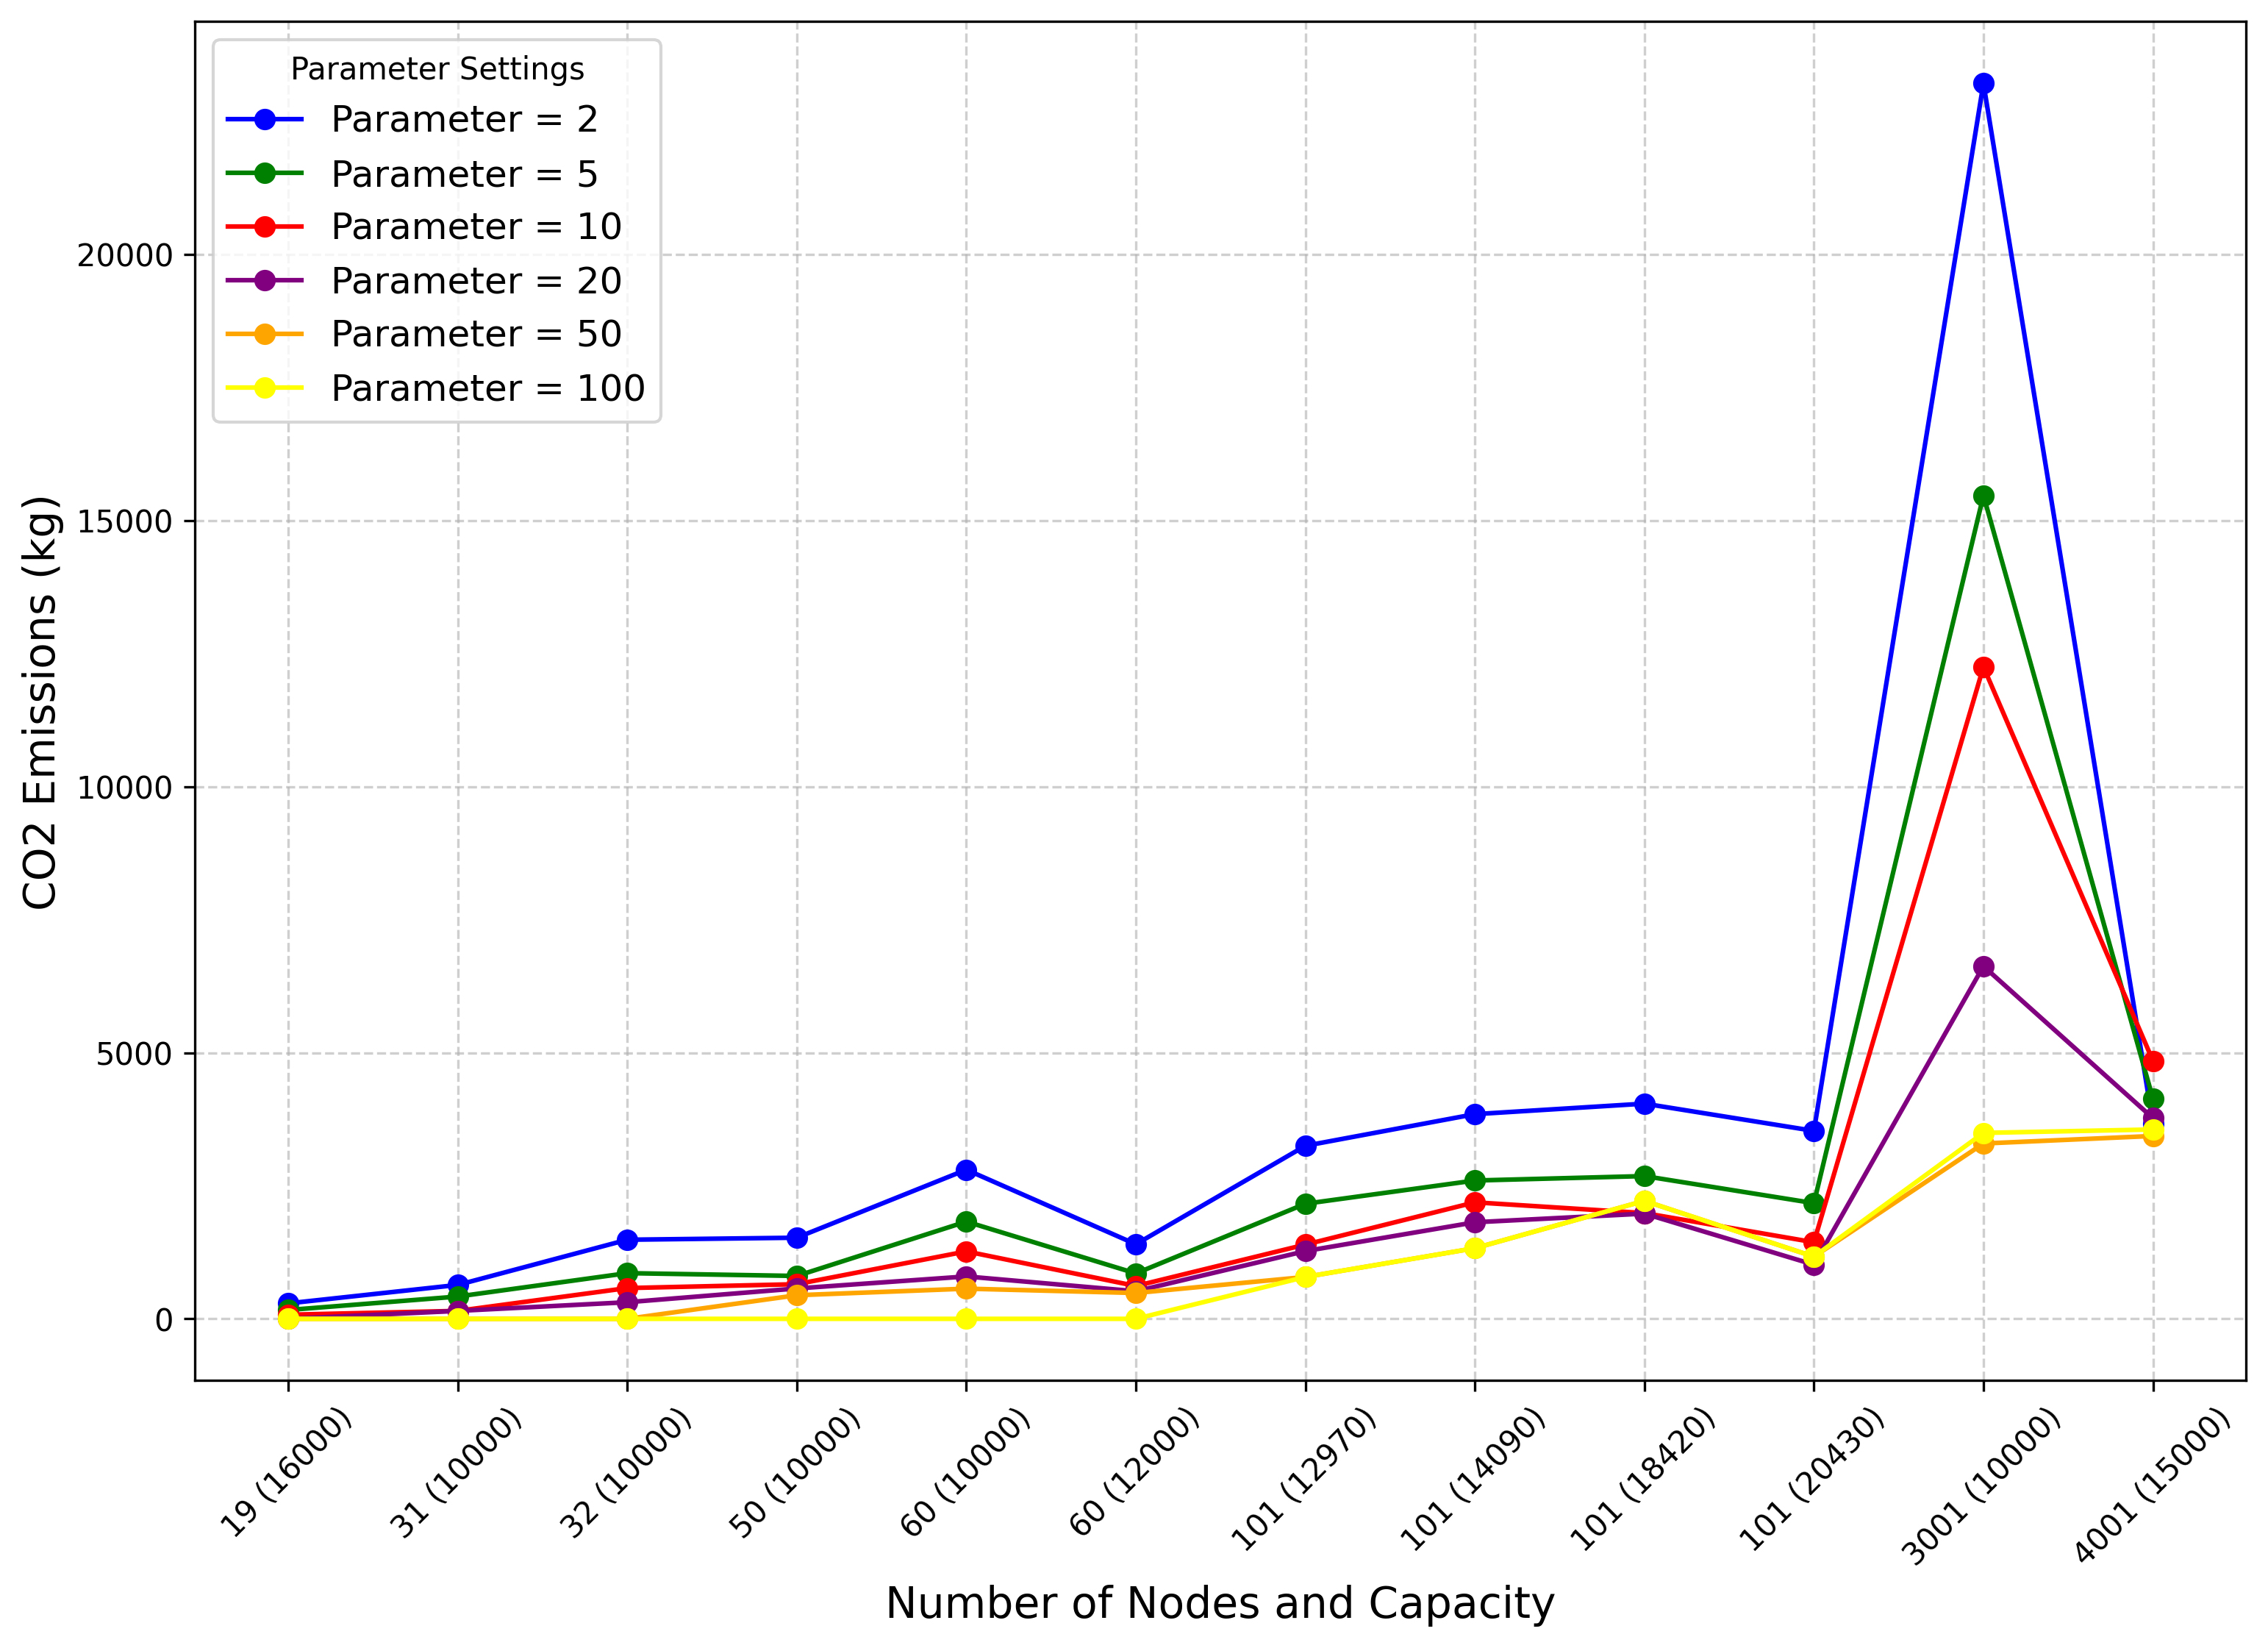 Parameter Settings
Parameter = 2
Parameter = 5
Parameter = 10
Parameter = 20
Parameter = 50
Parameter = 100
CO2 Emissions (kg)
20000
15000
10000
5000
0
19 (16000)
31 (10000)
32 (10000)
50 (10000)
60 (10000)
60 (12000)
101 (12970)
101 (14090)
101 (18420)
101 (20430)
3001 (10000)
4001 (15000)
Number of Nodes and Capacity